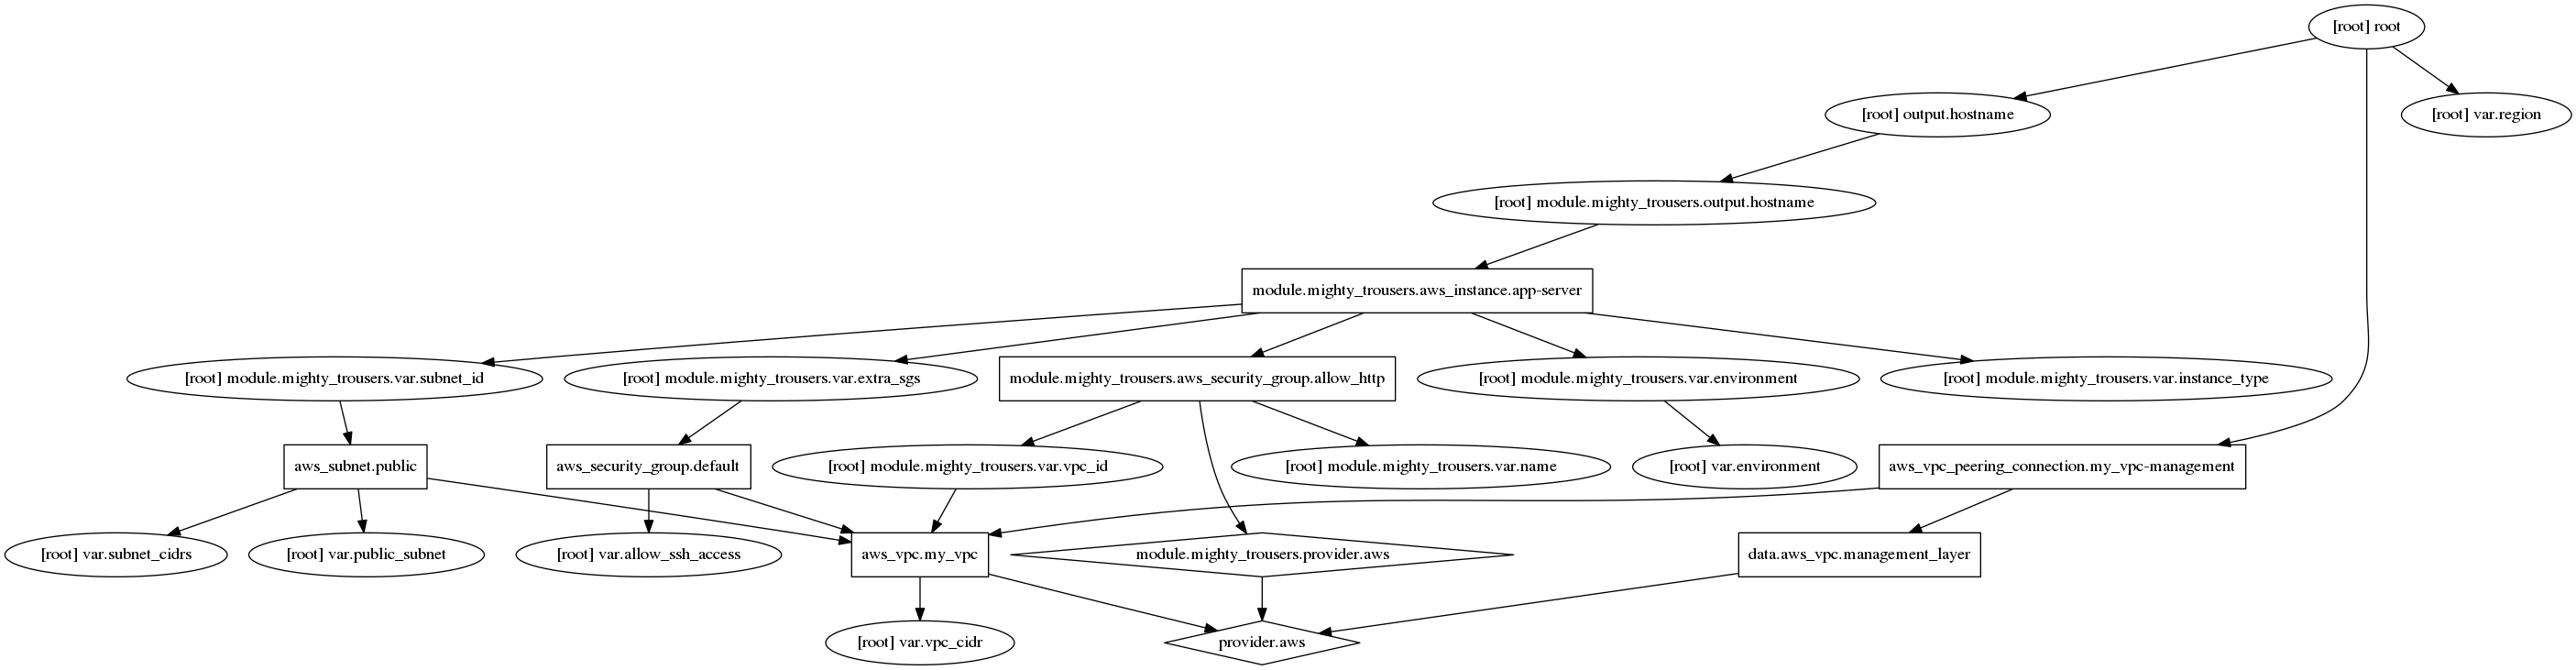 [root] root
[root] output.hostname
[root] var.region
[root] module.mighty_trousers.output.hostname
module.mighty_trousers.aws_instance.app-server
[root] module.mighty_trousers.var.subnet_id
[root] module.mighty_trousers.var.extra_sgs
module.mighty_trousers.aws_security_group.allow_http
[root] module.mighty_trousers.var.environment
[root] module.mighty_trousers.var.instance_type
aws_subnet.public
aws_security_group.default
[root] module.mighty_trousers.var.vpc_id
[root] module.mighty_trousers.var.name
[root] var.environment
aws_vpc_peering_connection.my_vpc-management
[root] var.subnet_cidrs
[root] var.public_subnet
[root] var.allow_ssh_access
aws_vpc.my_vpc
module.mighty_trousers.provider.aws
data.aws_vpc.management_layer
[root] var.vpc_cidr
provider.aws